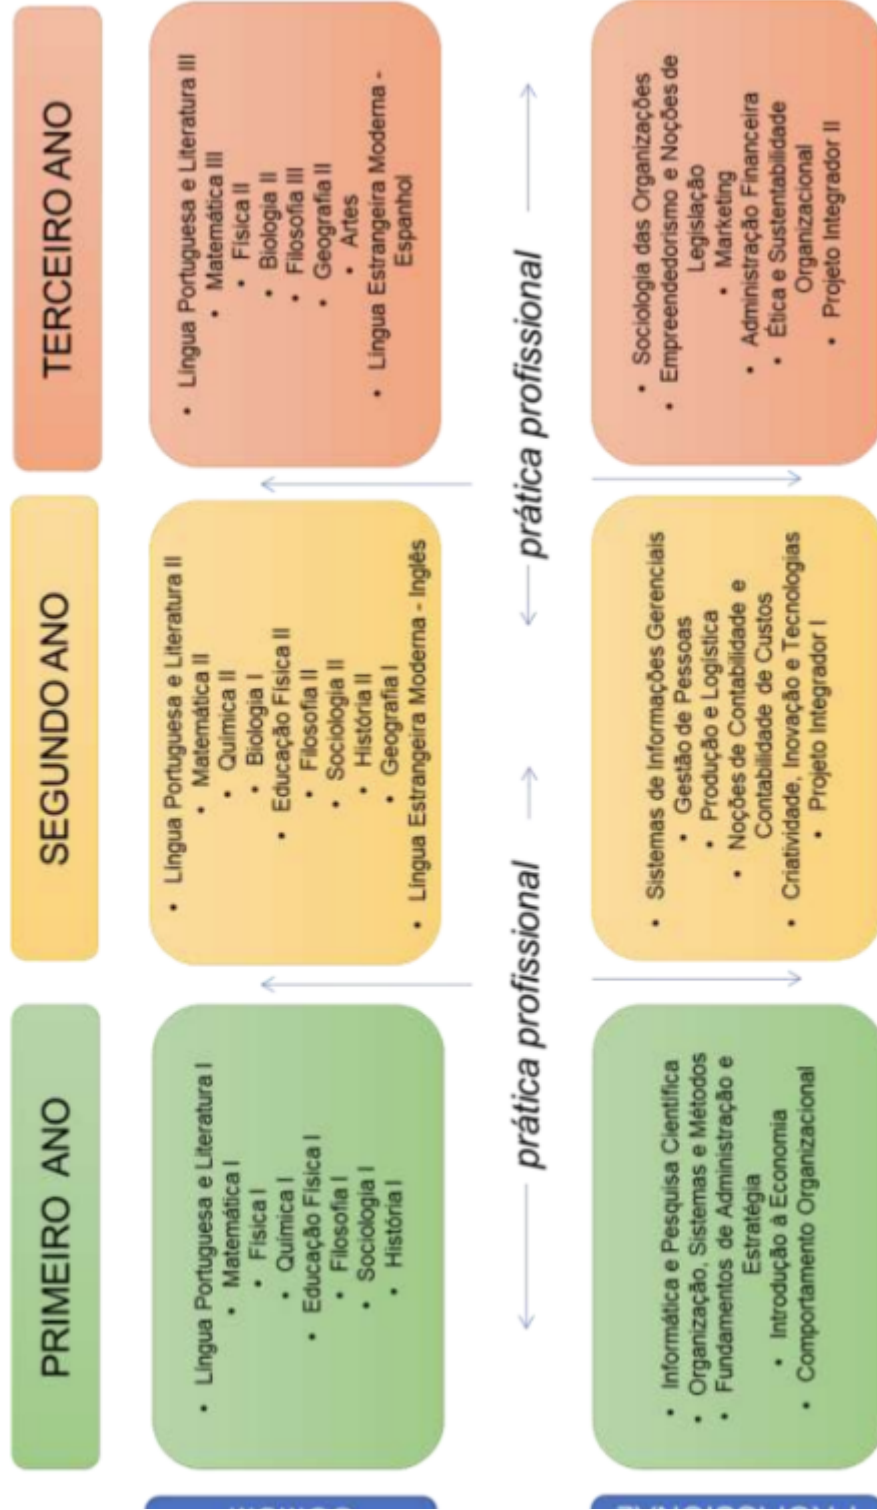 PRIMEIRO ANO
SEGUNDO ANO
TERCEIRO ANO
• Língua Portuguesa e Literatura I
• Matemática I
• Física I
• Química I
• Educação Física I
• Filosofia I
• Sociologia I
• História I
• Língua Portuguesa e Literatura II
• Matemática II
• Química II
• Biologia I
• Educação Física II
• Filosofia II
• Sociologia II
• História II
• Geografia I
• Língua Estrangeira Moderna - Inglês
• Língua Portuguesa e Literatura III
• Matemática III
• Física II
• Biologia II
• Filosofia III
• Geografia II
• Artes
• Língua Estrangeira Moderna -
Espanhol
prática profissional
prática profissional
• Informática e Pesquisa Científica
• Organização, Sistemas e Métodos
• Fundamentos de Administração e
Estratégia
• Introdução à Economia
• Comportamento Organizacional
• Sistemas de Informações Gerenciais
• Gestão de Pessoas
• Produção e Logística
• Noções de Contabilidade e
Contabilidade de Custos
• Criatividade, Inovação e Tecnologias
• Projeto Integrador I
• Sociologia das Organizações
• Empreendedorismo e Noções de
Legislação
• Marketing
• Administração Financeira
• Ética e Sustentabilidade
Organizacional
• Projeto Integrador II